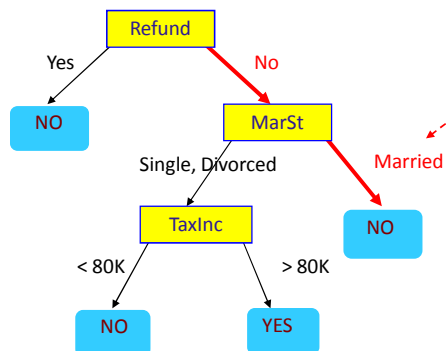 Refund
Yes
No
NO
MarSt
Single, Divorced
Married
TaxInc
NO
< 80K
> 80K
NO
YES